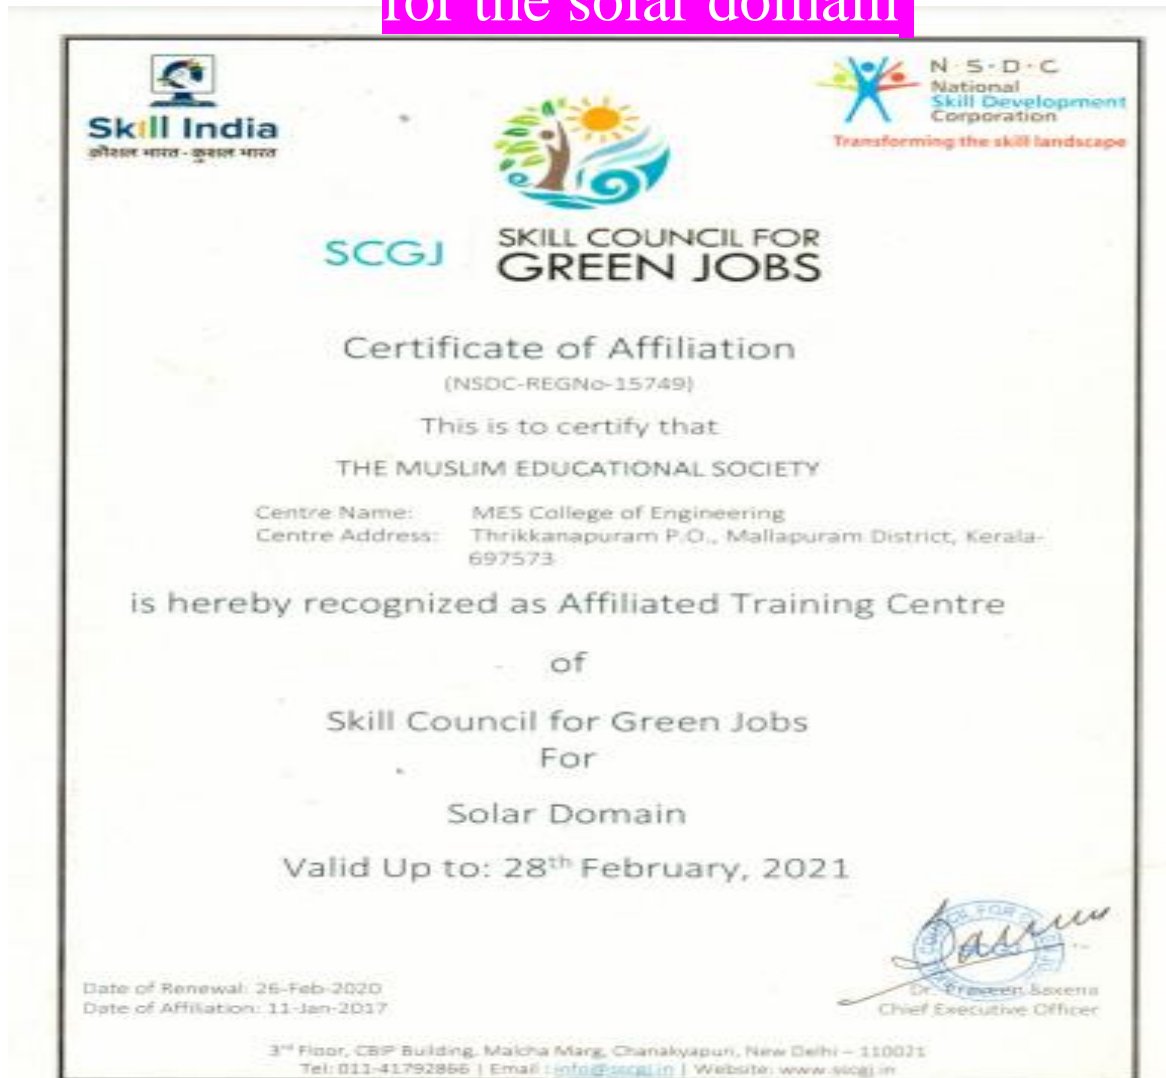 for the solar domain
Skill India
कौशल भारत - कुशल भारत
N·S·D·C
National
Skill Development
Corporation
Transforming the skill landscape
SCGJ
SKILL COUNCIL FOR
GREEN JOBS
Certificate of Affiliation
(NSDC-REGNo-15749)
This is to certify that
THE MUSLIM EDUCATIONAL SOCIETY
Centre Name: MES College of Engineering
Centre Address: Thrikkanapuram P.O., Mallapuram District, Kerala-
697573
is hereby recognized as Affiliated Training Centre
of
Skill Council for Green Jobs
For
Solar Domain
Valid Up to: 28th February, 2021
Date of Renewal: 26-Feb-2020
Date of Affiliation: 11-Jan-2017
Dr. Praveen Saxena
Chief Executive Officer
3rd Floor, CBIP Building, Malcha Marg, Chanakyapuri, New Delhi – 110021
Tel: 011-41792866 | Email : info@sscgj.in | Website: www.sscgj.in